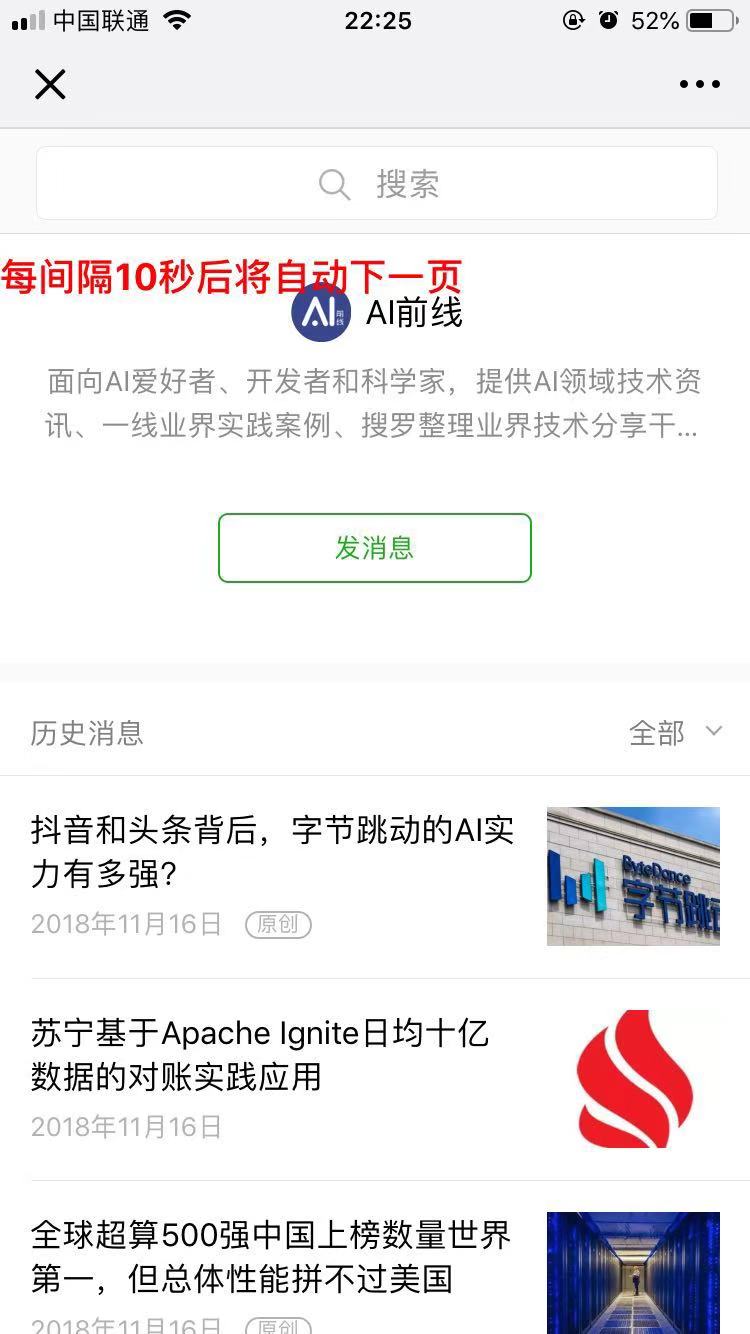 中国联通
22:25
52%
搜索
每间隔10秒后将自动下一页
AI前线
AI前线
面向AI爱好者、开发者和科学家，提供AI领域技术资
讯、一线业界实践案例、搜罗整理业界技术分享干...
发消息
历史消息
全部
抖音和头条背后，字节跳动的AI实
力有多强？
2018年11月16日 原创
ByteDance
字节跳动
苏宁基于Apache Ignite日均十亿
数据的对账实践应用
2018年11月16日
全球超算500强中国上榜数量世界
第一，但总体性能拼不过美国
2018年11月16日 原创